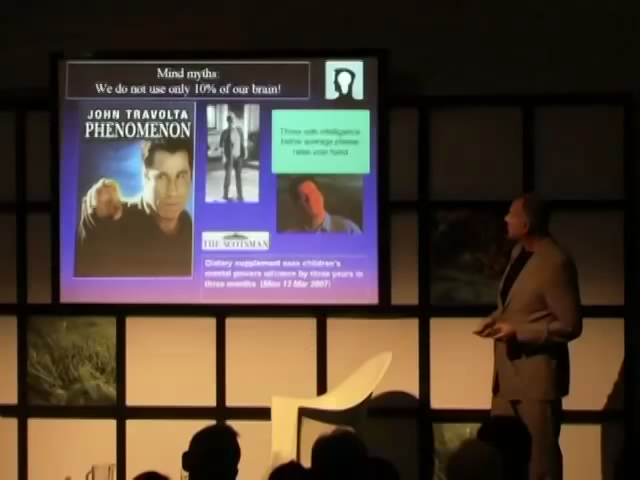 Mind myths:
We do not use only 10% of our brain!
JOHN TRAVOLTA
PHENOMENON
Those with intelligence
below average please
raise your hand
THE SCOTSMAN
Dietary supplement sees children's
mental powers advance by three years in
three months (Mon 12 Mar 2007)